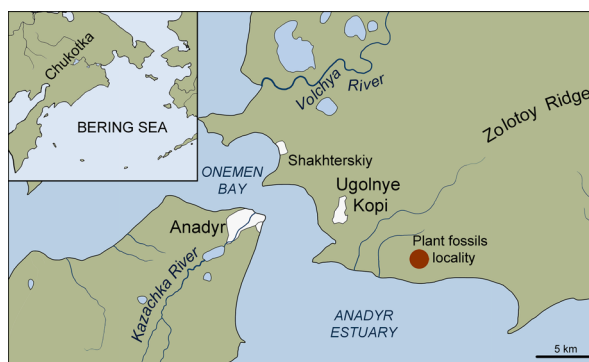 Chukotka
BERING SEA
Volchya
River
Zolotoy Ridge
Shakhterskiy
ONEMEN
BAY
Ugolnye
Kopi
Anadyr
Plant fossils
locality
Kazachka River
ANADYR
ESTUARY
5 km